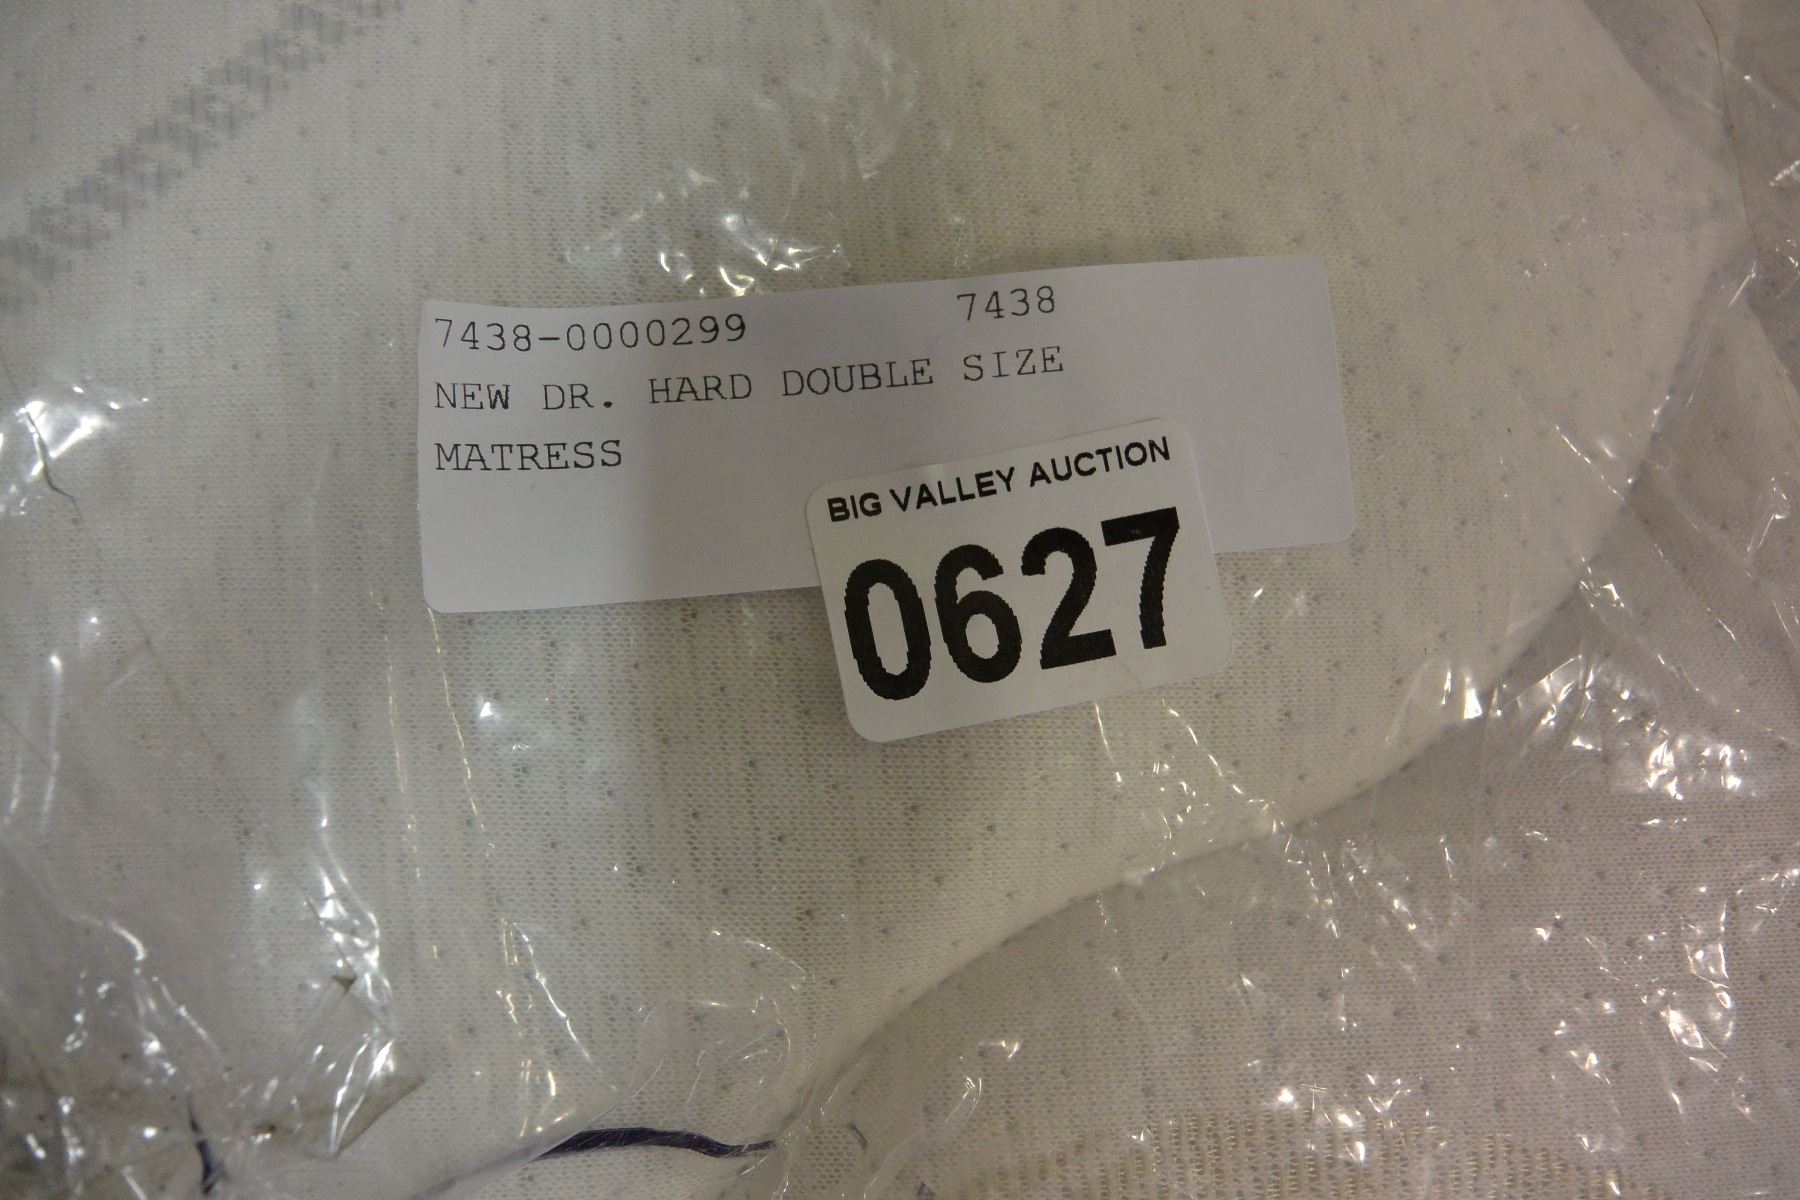 7438-0000299 7438
NEW DR. HARD DOUBLE SIZE
MATRESS
BIG VALLEY AUCTION
0627